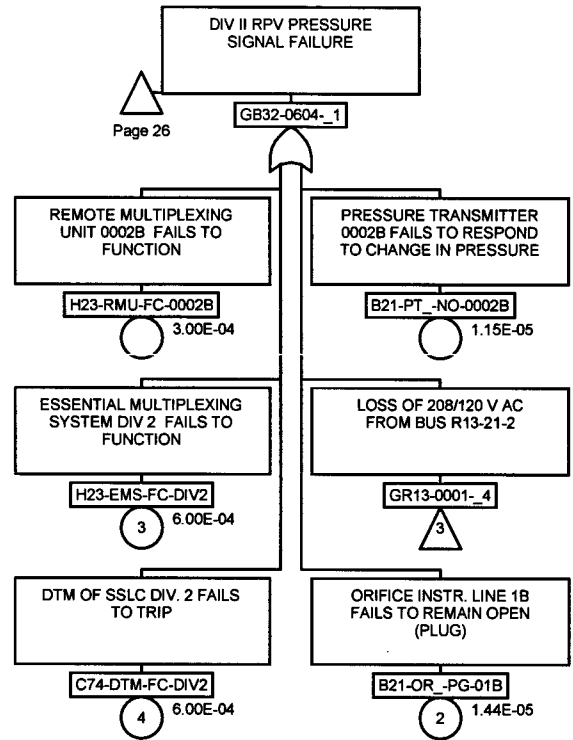 DIV II RPV PRESSURE
SIGNAL FAILURE
Page 26
GB32-0604-_1
REMOTE MULTIPLEXING
UNIT 0002B FAILS TO
FUNCTION
H23-RMU-FC-0002B
3.00E-04
PRESSURE TRANSMITTER
0002B FAILS TO RESPOND
TO CHANGE IN PRESSURE
B21-PT_-NO-0002B
1.15E-05
ESSENTIAL MULTIPLEXING
SYSTEM DIV 2 FAILS TO
FUNCTION
H23-EMS-FC-DIV2
3
6.00E-04
LOSS OF 208/120 V AC
FROM BUS R13-21-2
GR13-0001-_4
3
DTM OF SSLC DIV. 2 FAILS
TO TRIP
C74-DTM-FC-DIV2
4
6.00E-04
ORIFICE INSTR. LINE 1B
FAILS TO REMAIN OPEN
(PLUG)
B21-OR_-PG-01B
2
1.44E-05